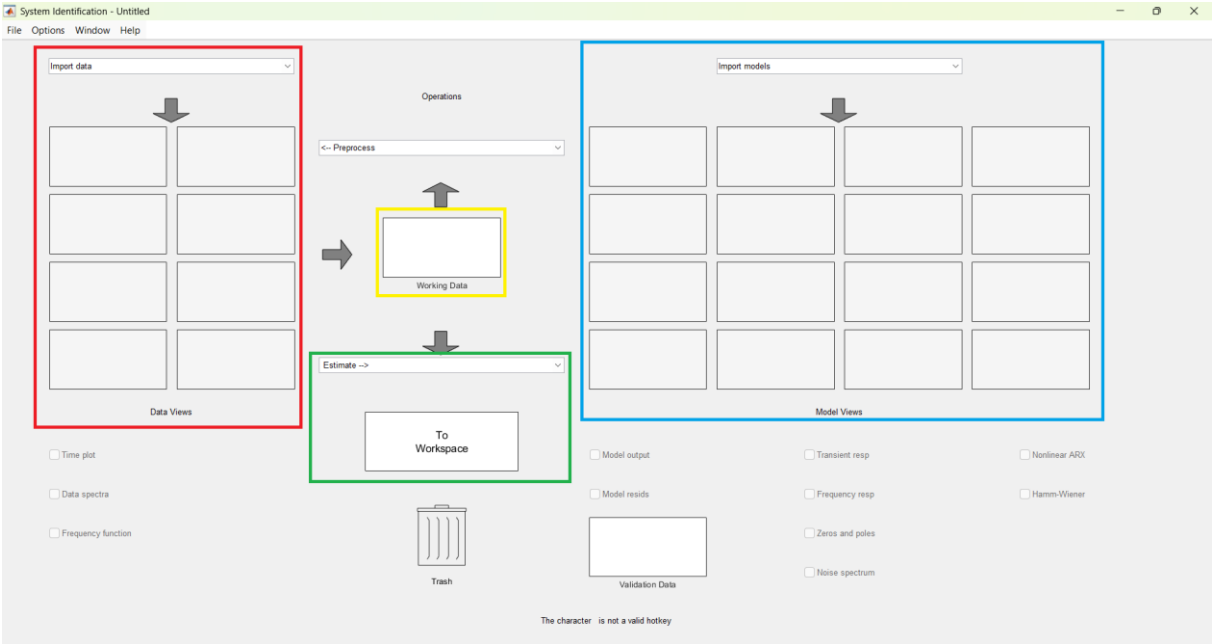 System Identification - Untitled
File Options Window Help
Import data
Import models
Operations
<-- Preprocess
Working Data
Estimate -->
Data Views
Model Views
To
Workspace
Time plot
Model output
Transient resp
Nonlinear ARX
Data spectra
Model resids
Frequency resp
Hamm-Wiener
Frequency function
Zeros and poles
Noise spectrum
Trash
Validation Data
The character is not a valid hotkey